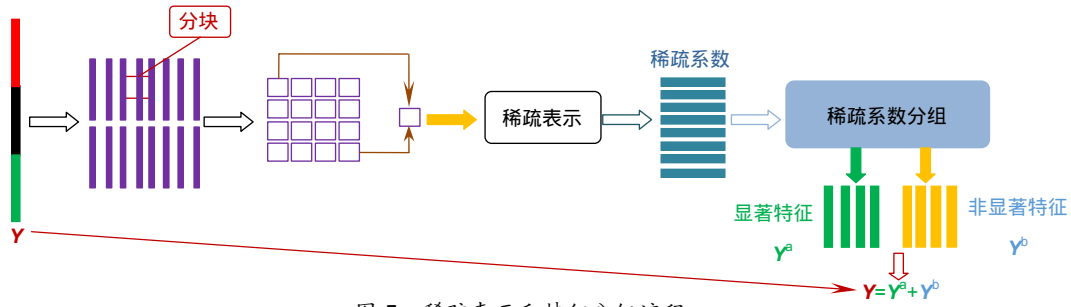 分块
稀疏系数
稀疏表示
稀疏系数分组
显著特征
Yᵃ
非显著特征
Yᵇ
Y
Y=Yᵃ+Yᵇ